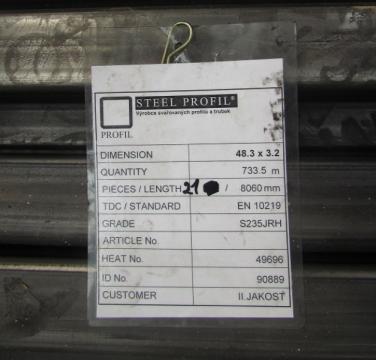 STEEL PROFIL®
Výrobce svařovaných profilů a trubek
PROFIL
DIMENSION 48.3 x 3.2
QUANTITY 733.5 m
PIECES / LENGTH 21 / 8060 mm
TDC / STANDARD EN 10219
GRADE S235JRH
ARTICLE No.
HEAT No. 49696
ID No. 90889
CUSTOMER II.JAKOST